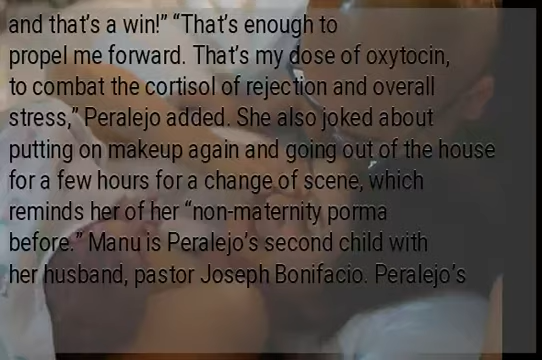 and that’s a win!” “That’s enough to
propel me forward. That’s my dose of oxytocin,
to combat the cortisol of rejection and overall
stress,” Peralejo added. She also joked about
putting on makeup again and going out of the house
for a few hours for a change of scene, which
reminds her of her “non-maternity porma
before.” Manu is Peralejo’s second child with
her husband, pastor Joseph Bonifacio. Peralejo’s